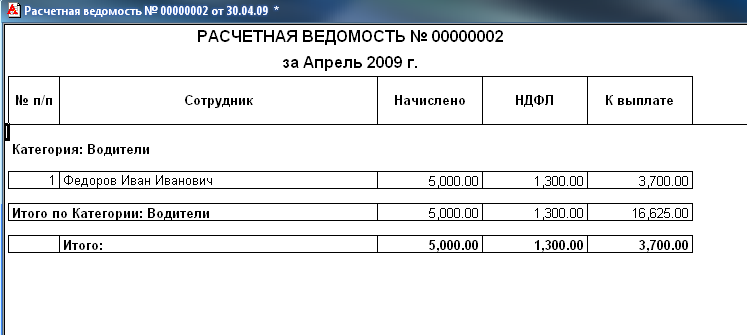 Расчетная ведомость № 00000002 от 30.04.09 *
РАСЧЕТНАЯ ВЕДОМОСТЬ № 00000002
за Апрель 2009 г.
№ п/п Сотрудник Начислено НДФЛ К выплате
Категория: Водители
1 Федоров Иван Иванович 5,000.00 1,300.00 3,700.00
Итого по Категории: Водители 5,000.00 1,300.00 16,625.00
Итого: 5,000.00 1,300.00 3,700.00